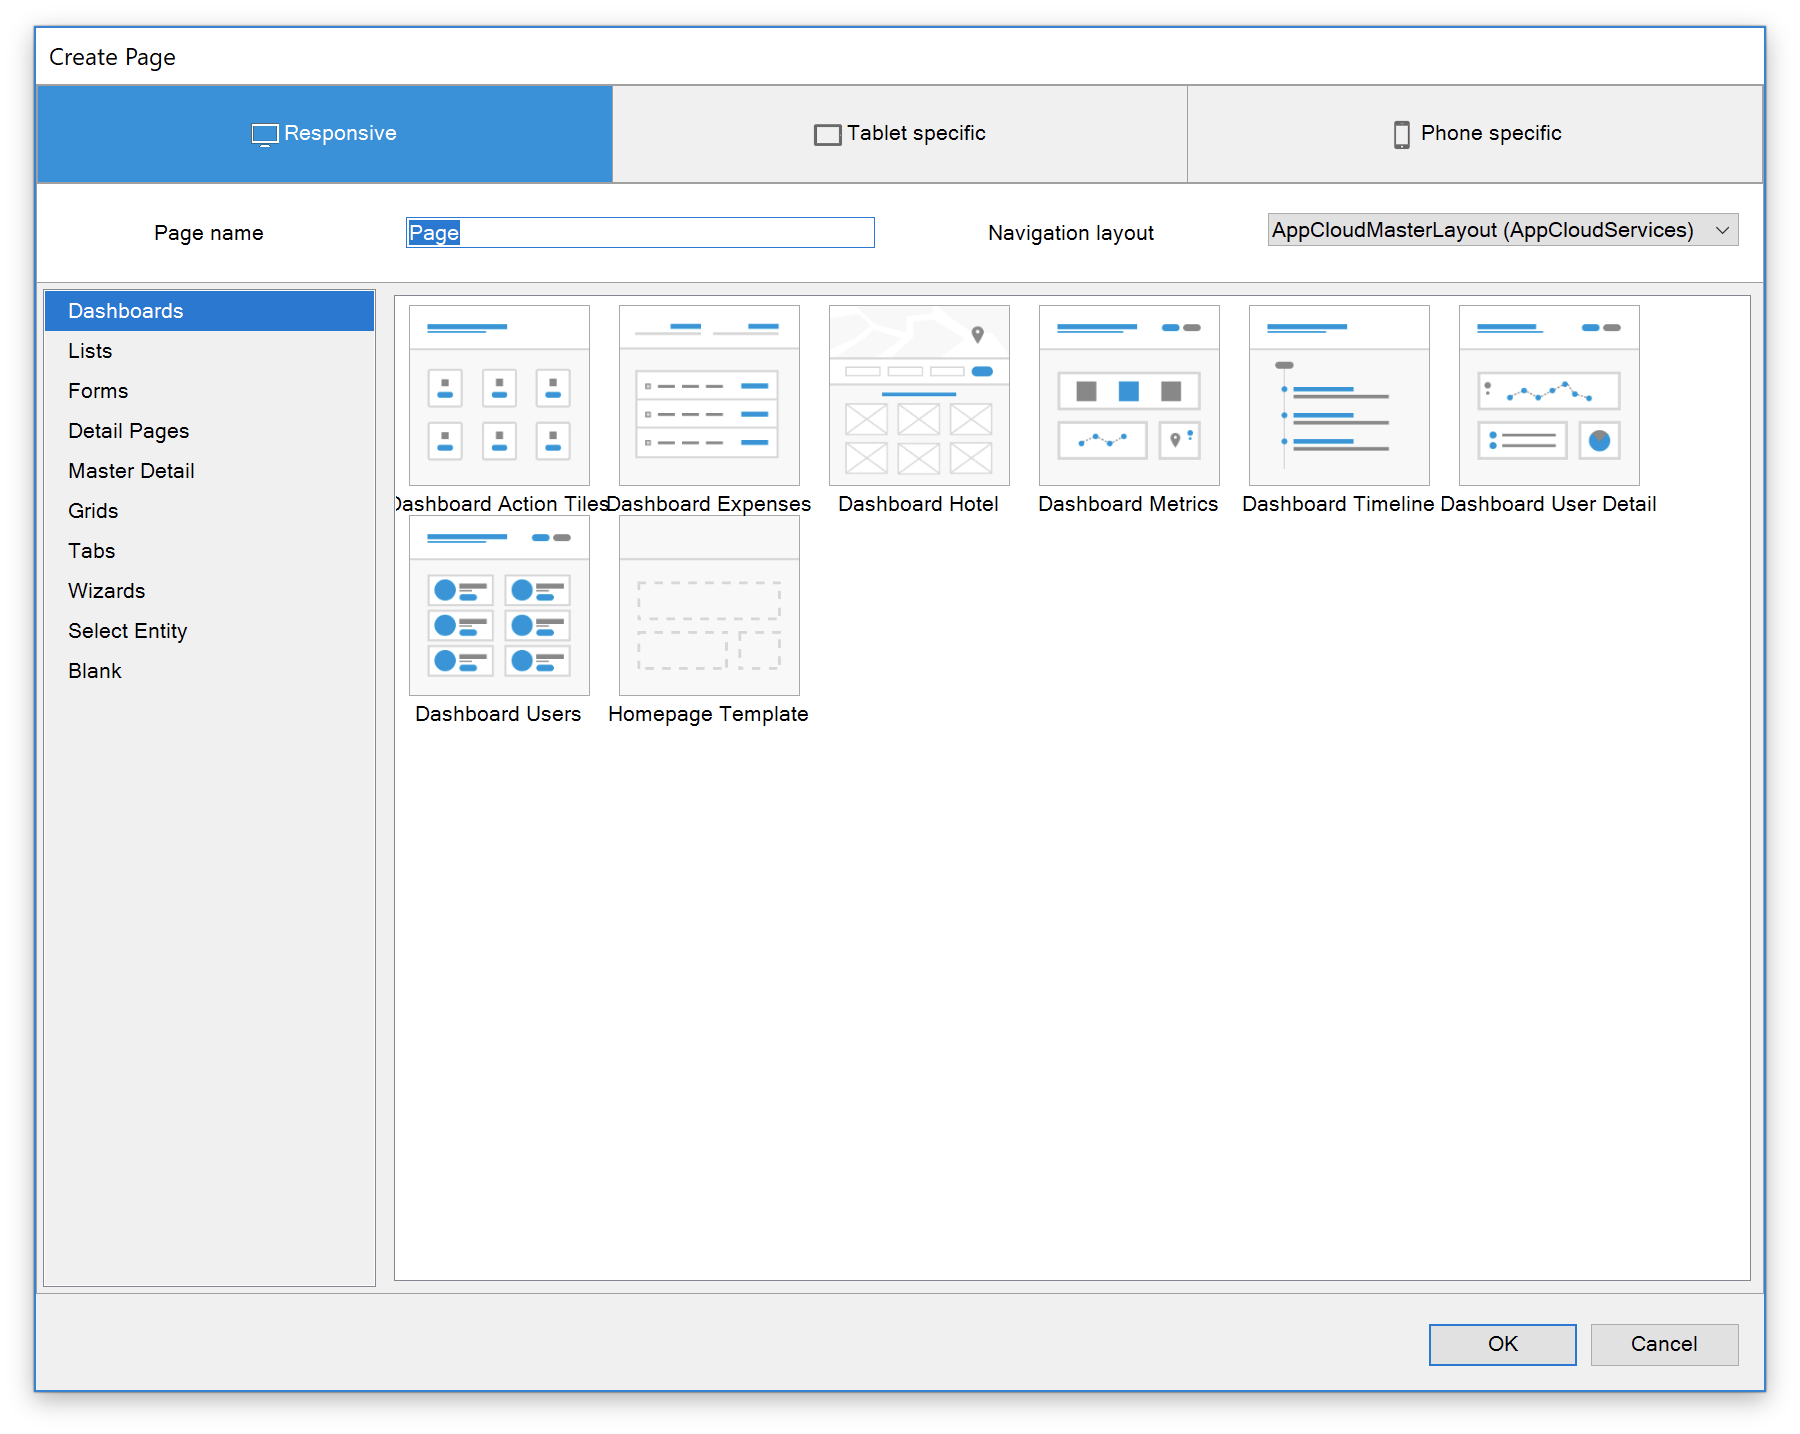 Create Page
Responsive
Tablet specific
Phone specific
Page name
Page
Navigation layout
AppCloudMasterLayout (AppCloudServices)
Dashboards
Lists
Forms
Detail Pages
Master Detail
Grids
Tabs
Wizards
Select Entity
Blank
Dashboard Action Tiles
Dashboard Expenses
Dashboard Hotel
Dashboard Metrics
Dashboard Timeline
Dashboard User Detail
Dashboard Users
Homepage Template
OK
Cancel